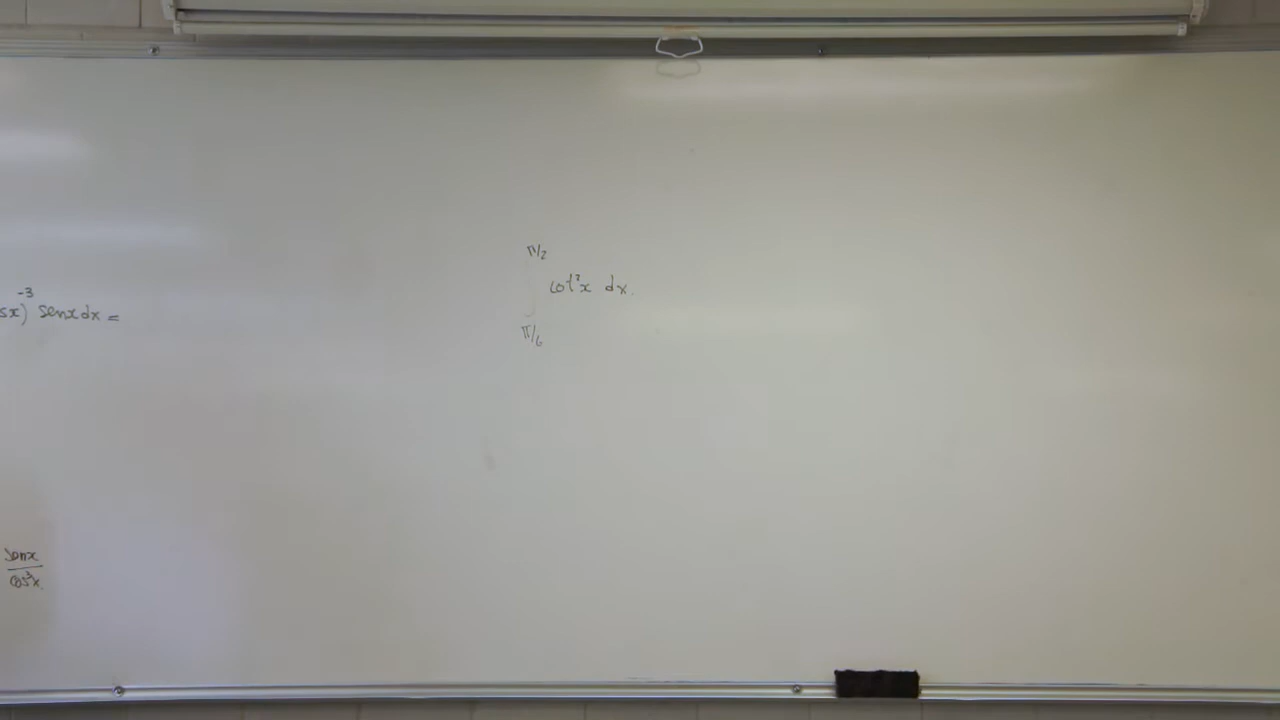 sx)⁻³ senx dx =
senx
cos³x.
π/2
∫ cot²x dx.
π/6